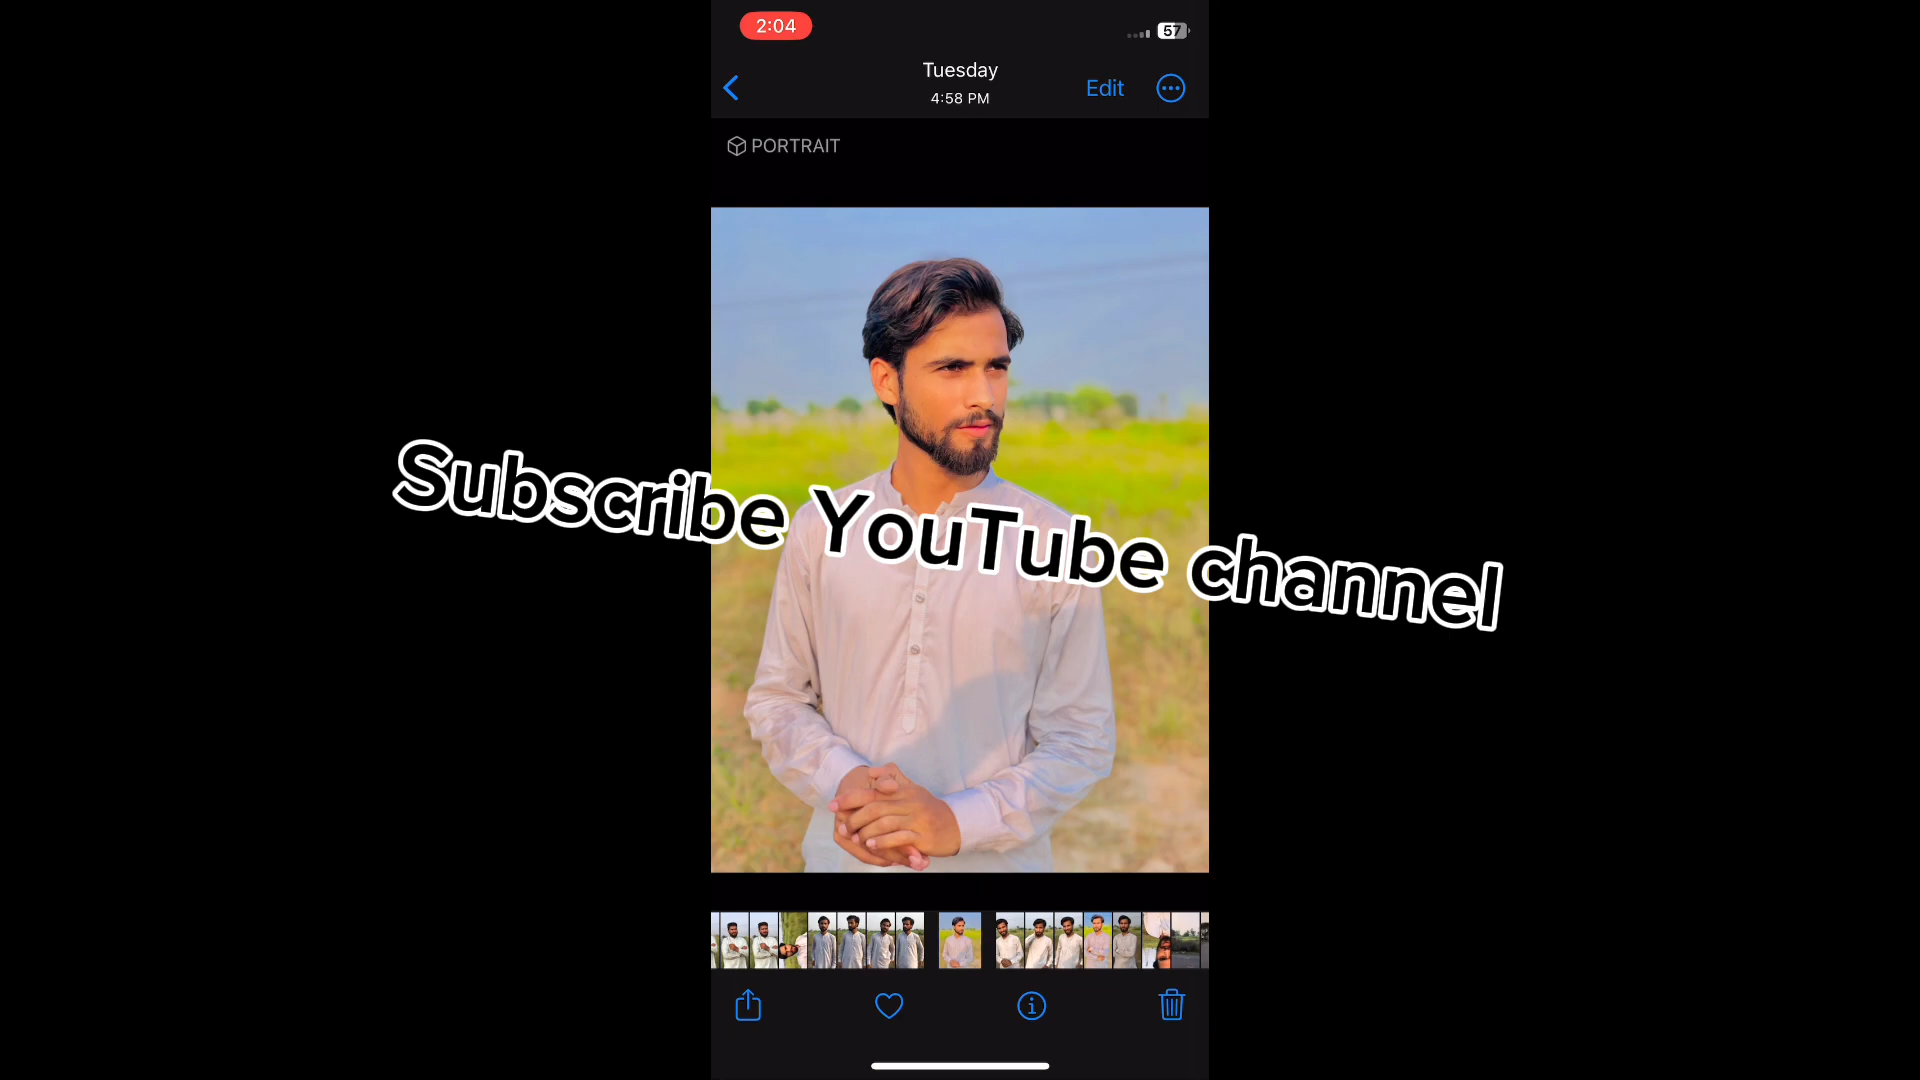 2:04
57
Tuesday
4:58 PM
Edit
PORTRAIT
Subscribe YouTube channel